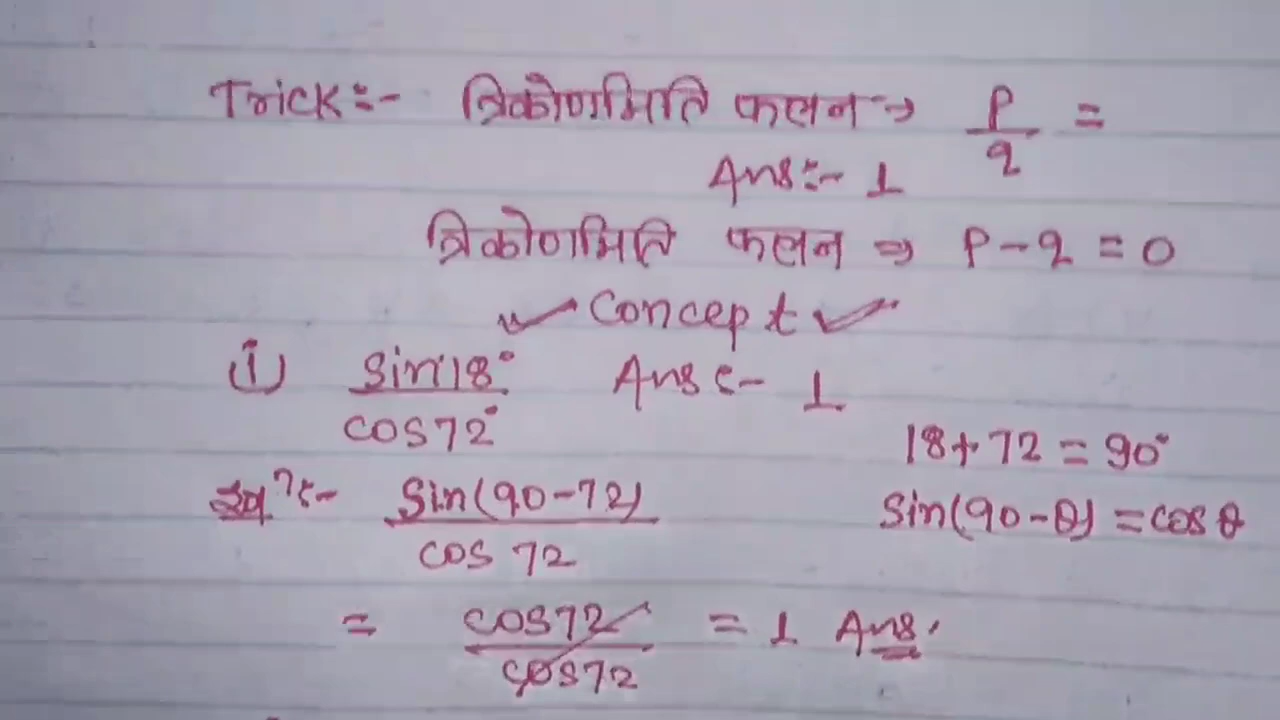 Trick:- त्रिकोणमिति फलन → P/q =
Ans:- 1
त्रिकोणमिति फलन ⇒ P-q = 0
✓ Concept ✓
(i) sin18°/cos72° Ans:- 1
18+72 = 90°
sin(90-72)/cos 72 sin(90-θ) = cosθ
= cos72/cos72 = 1 Ans.